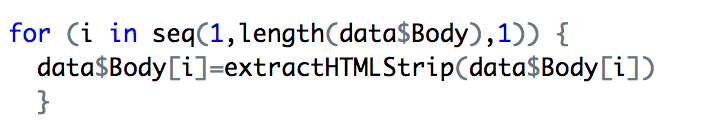 for (i in seq(1,length(data$Body),1)) {
  data$Body[i]=extractHTMLStrip(data$Body[i])
  }